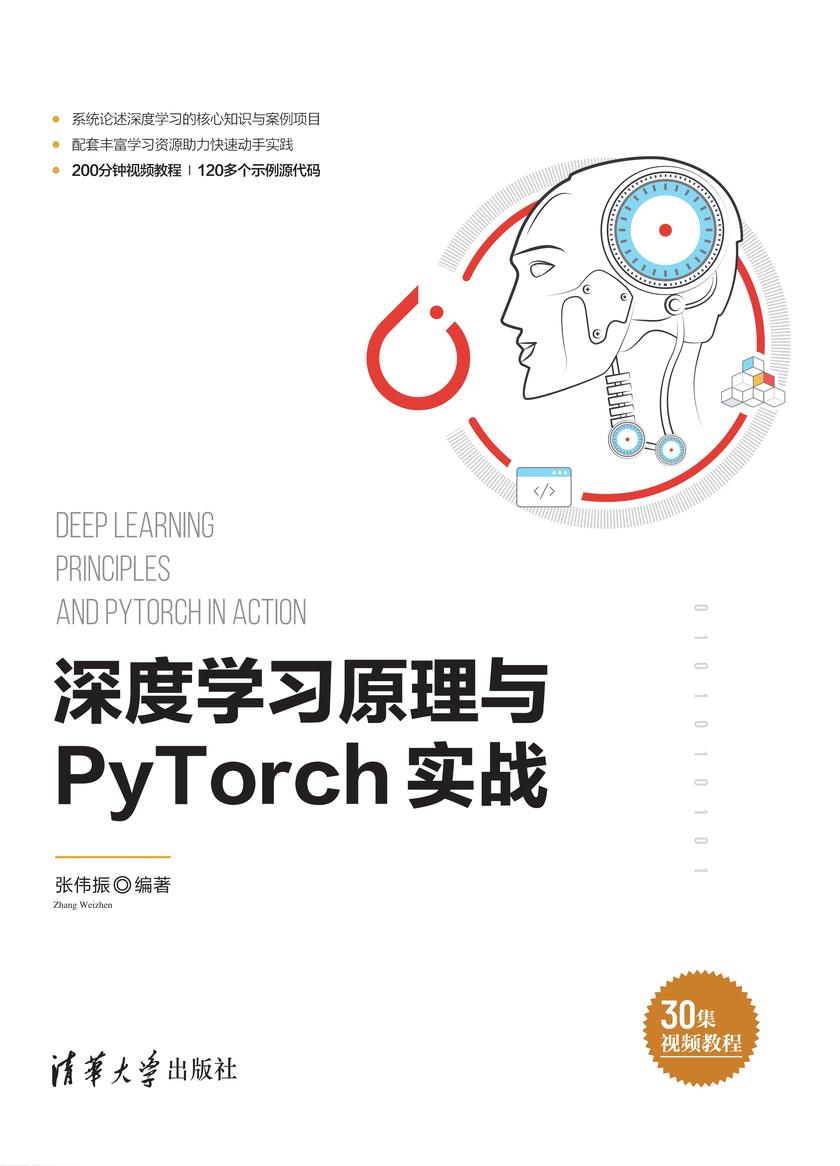 系统论述深度学习的核心知识与案例项目
配套丰富学习资源助力快速动手实践
200分钟视频教程 | 120多个示例源代码
</>
DEEP LEARNING
PRINCIPLES
AND PYTORCH IN ACTION
0101010101
深度学习原理与
PyTorch 实战
张伟振◎编著
Zhang Weizhen
30集
视频教程
清华大学出版社